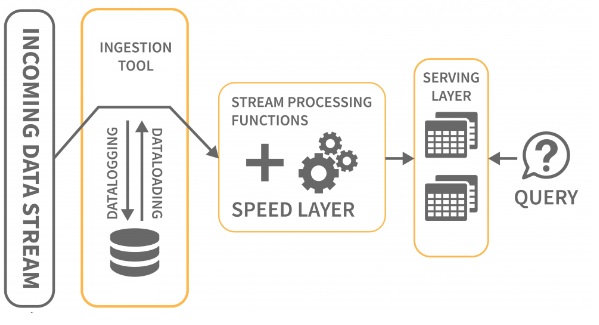 INCOMING DATA STREAM
INGESTION
TOOL
DATALOGGING
DATALOADING
STREAM PROCESSING
FUNCTIONS
SPEED LAYER
SERVING
LAYER
?
QUERY